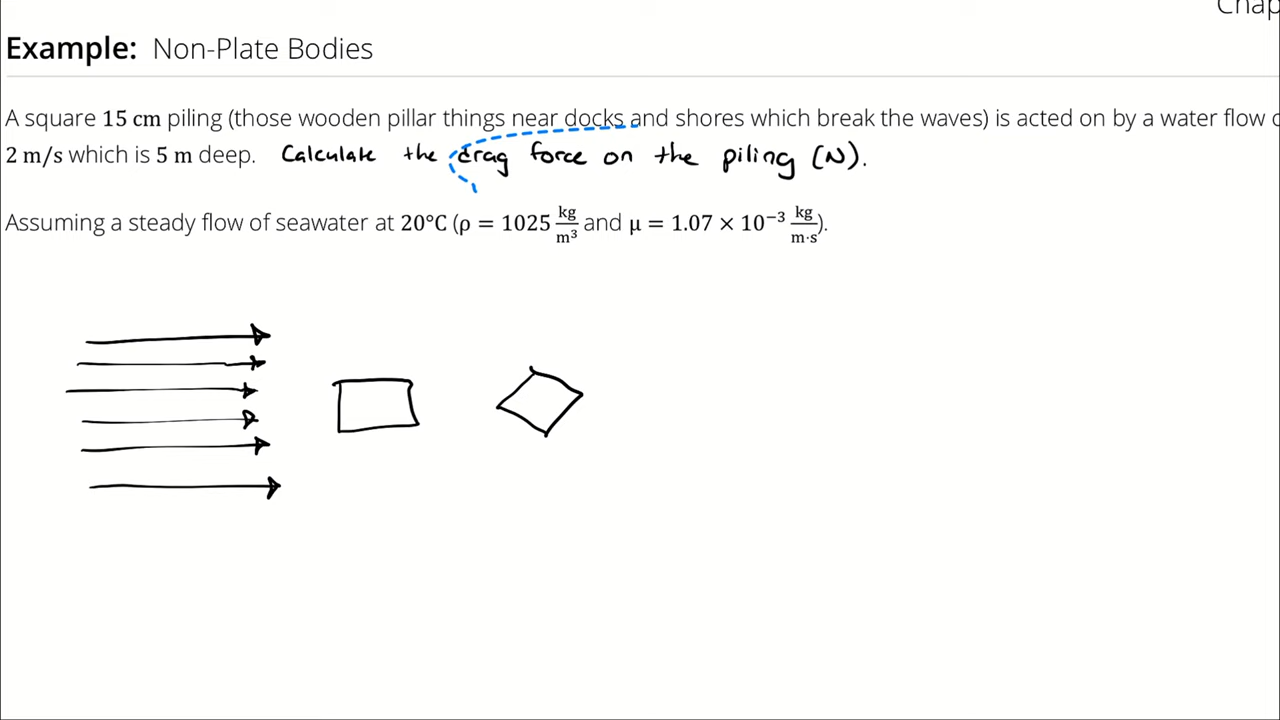 Chap
Example: Non-Plate Bodies
A square 15 cm piling (those wooden pillar things near docks and shores which break the waves) is acted on by a water flow
2 m/s which is 5 m deep. Calculate the drag force on the piling (N).
Assuming a steady flow of seawater at 20°C (ρ = 1025 kg/m³ and μ = 1.07 × 10⁻³ kg/m·s).